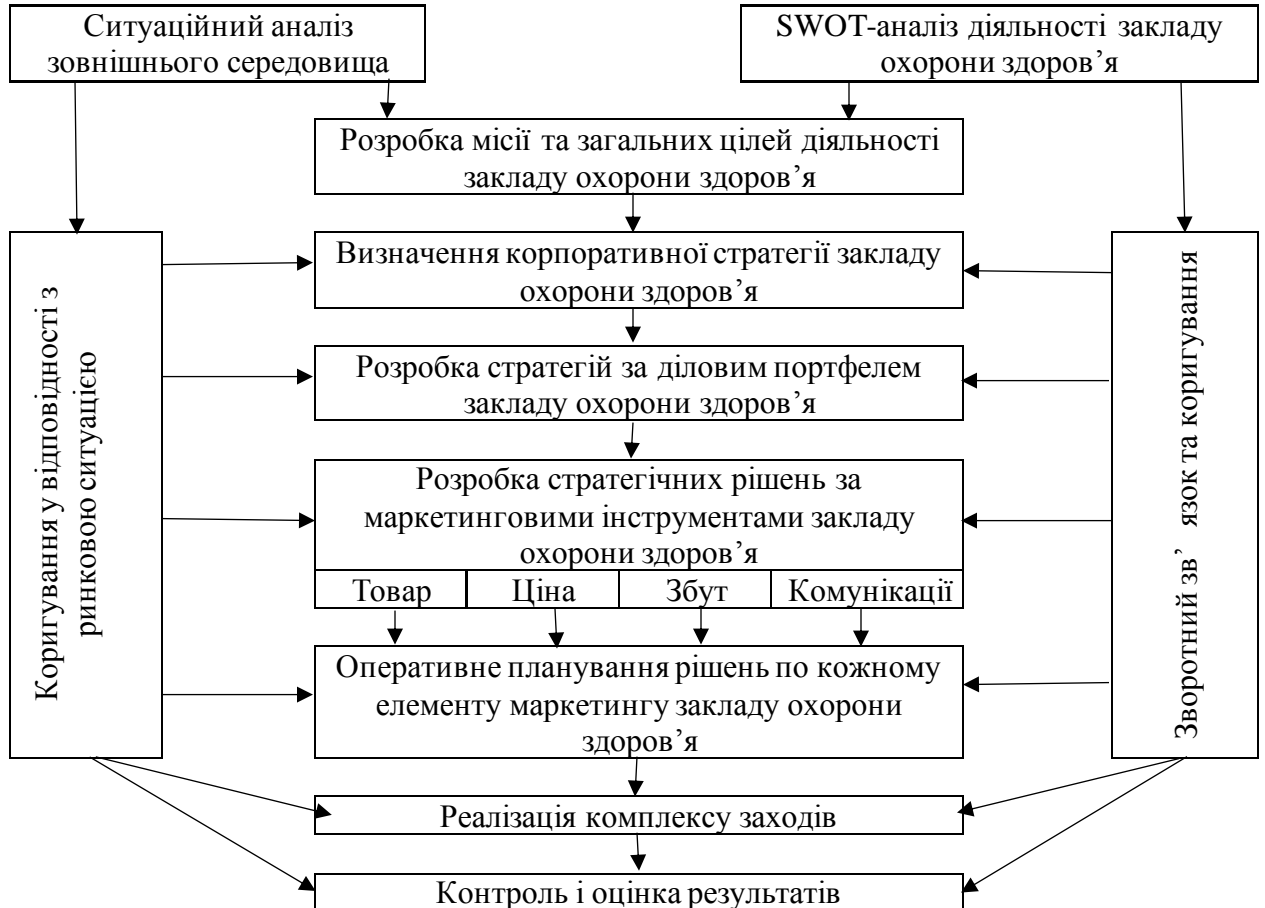 Ситуаційний аналіз
зовнішнього середовища
SWOT-аналіз діяльності закладу
охорони здоров’я
Розробка місії та загальних цілей діяльності
закладу охорони здоров’я
Коригування у відповідності з
ринковою ситуацією
Визначення корпоративної стратегії закладу
охорони здоров’я
Розробка стратегій за діловим портфелем
закладу охорони здоров’я
Розробка стратегічних рішень за
маркетинговими інструментами закладу
охорони здоров’я
Товар Ціна Збут Комунікації
Оперативне планування рішень по кожному
елементу маркетингу закладу охорони
здоров’я
Зворотний зв’ язок та коригування
Реалізація комплексу заходів
Контроль і оцінка результатів